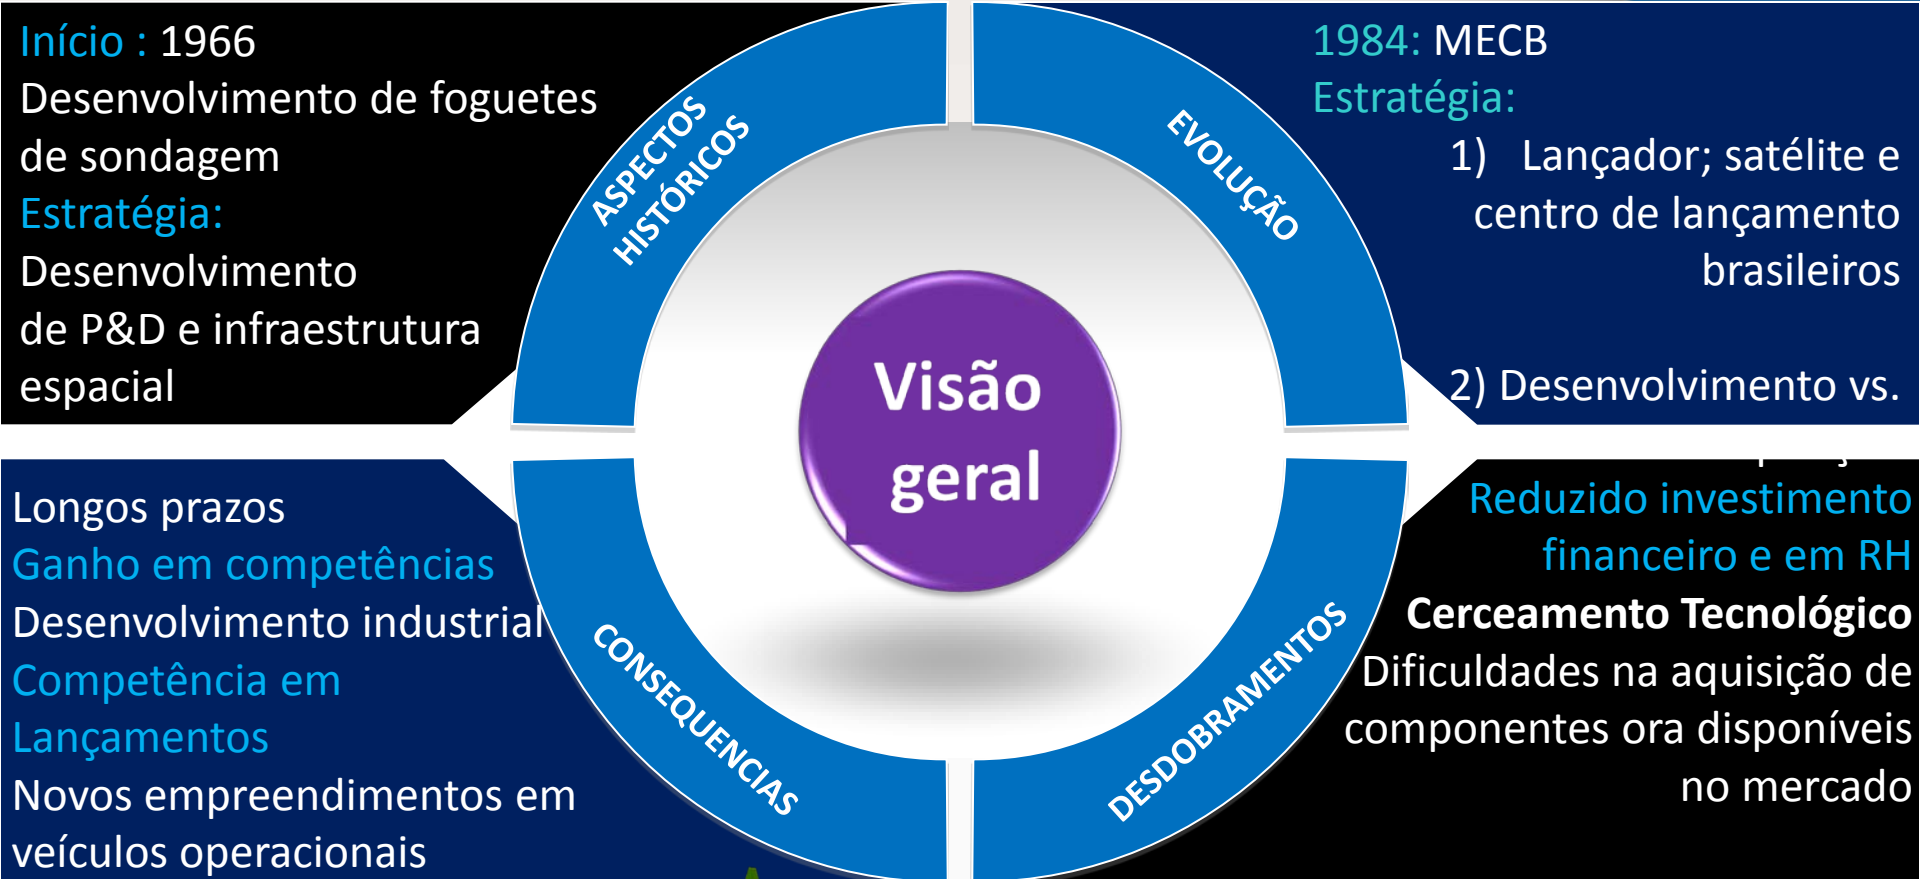 Início : 1966
Desenvolvimento de foguetes
de sondagem
Estratégia:
Desenvolvimento
de P&D e infraestrutura
espacial
ASPECTOS
HISTÓRICOS
EVOLUÇÃO
1984: MECB
Estratégia:
1) Lançador; satélite e
centro de lançamento
brasileiros
2) Desenvolvimento vs.
Visão
geral
Longos prazos
Ganho em competências
Desenvolvimento industrial
Competência em
Lançamentos
Novos empreendimentos em
veículos operacionais
CONSEQUENCIAS
DESDOBRAMENTOS
Reduzido investimento
financeiro e em RH
Cerceamento Tecnológico
Dificuldades na aquisição de
componentes ora disponíveis
no mercado